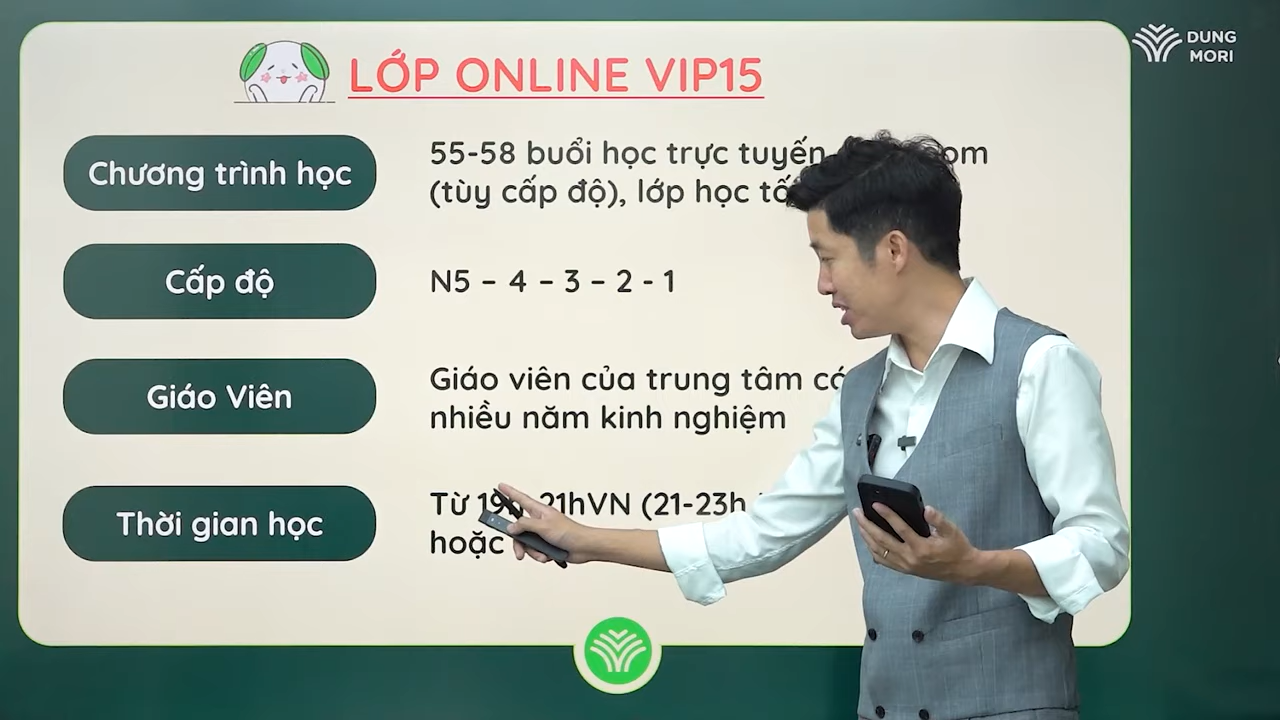 DUNG
MORI
LỚP ONLINE VIP15
Chương trình học
55-58 buổi học trực tuyến
(tùy cấp độ), lớp học
Cấp độ
N5 – 4 – 3 – 2 - 1
Giáo Viên
Giáo viên của trung tâm có
nhiều năm kinh nghiệm
Thời gian học
Từ 21hVN (21-23h
hoặc